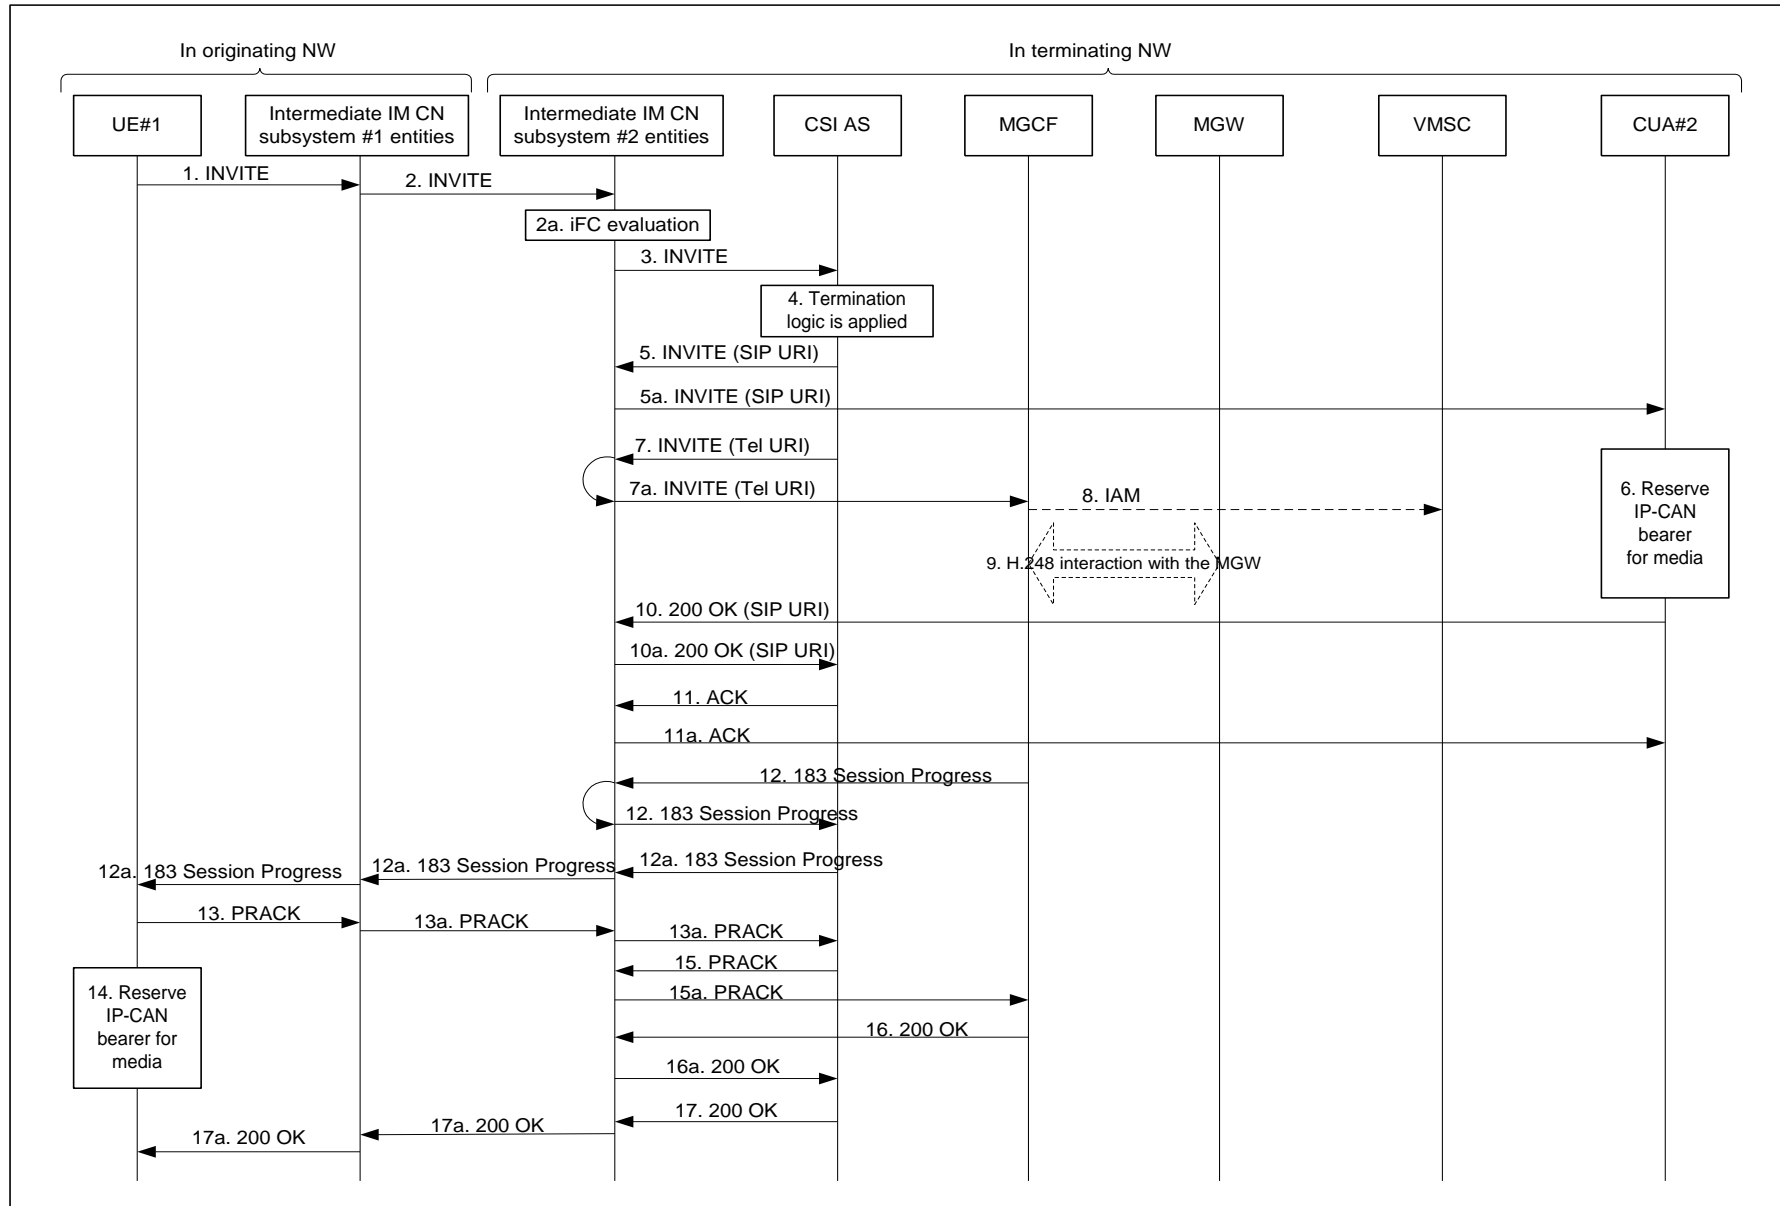 In originating NW
In terminating NW
UE#1
Intermediate IM CN
subsystem #1 entities
Intermediate IM CN
subsystem #2 entities
CSI AS
MGCF
MGW
VMSC
CUA#2
1. INVITE
2. INVITE
2a. iFC evaluation
3. INVITE
4. Termination
logic is applied
5. INVITE (SIP URI)
5a. INVITE (SIP URI)
7. INVITE (Tel URI)
7a. INVITE (Tel URI)
8. IAM
6. Reserve
IP-CAN
bearer
for media
9. H.248 interaction with the MGW
10. 200 OK (SIP URI)
10a. 200 OK (SIP URI)
11. ACK
11a. ACK
12. 183 Session Progress
12. 183 Session Progress
12a. 183 Session Progress
12a. 183 Session Progress
12a. 183 Session Progress
13. PRACK
13a. PRACK
13a. PRACK
15. PRACK
14. Reserve
IP-CAN
bearer for
media
15a. PRACK
16. 200 OK
16a. 200 OK
17. 200 OK
17a. 200 OK
17a. 200 OK